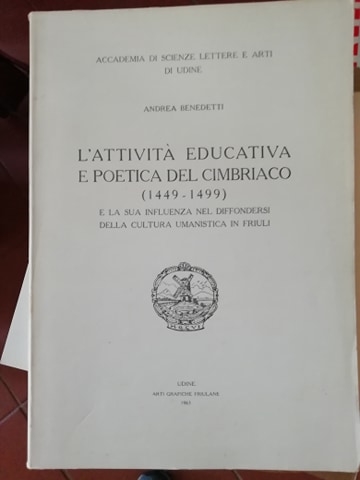 ACCADEMIA DI SCIENZE LETTERE E ARTI
DI UDINE
ANDREA BENEDETTI
L'ATTIVITÀ EDUCATIVA
E POETICA DEL CIMBRIACO
(1449-1499)
E LA SUA INFLUENZA NEL DIFFONDERSI
DELLA CULTURA UMANISTICA IN FRIULI
UDINE
ARTI GRAFICHE FRIULANE